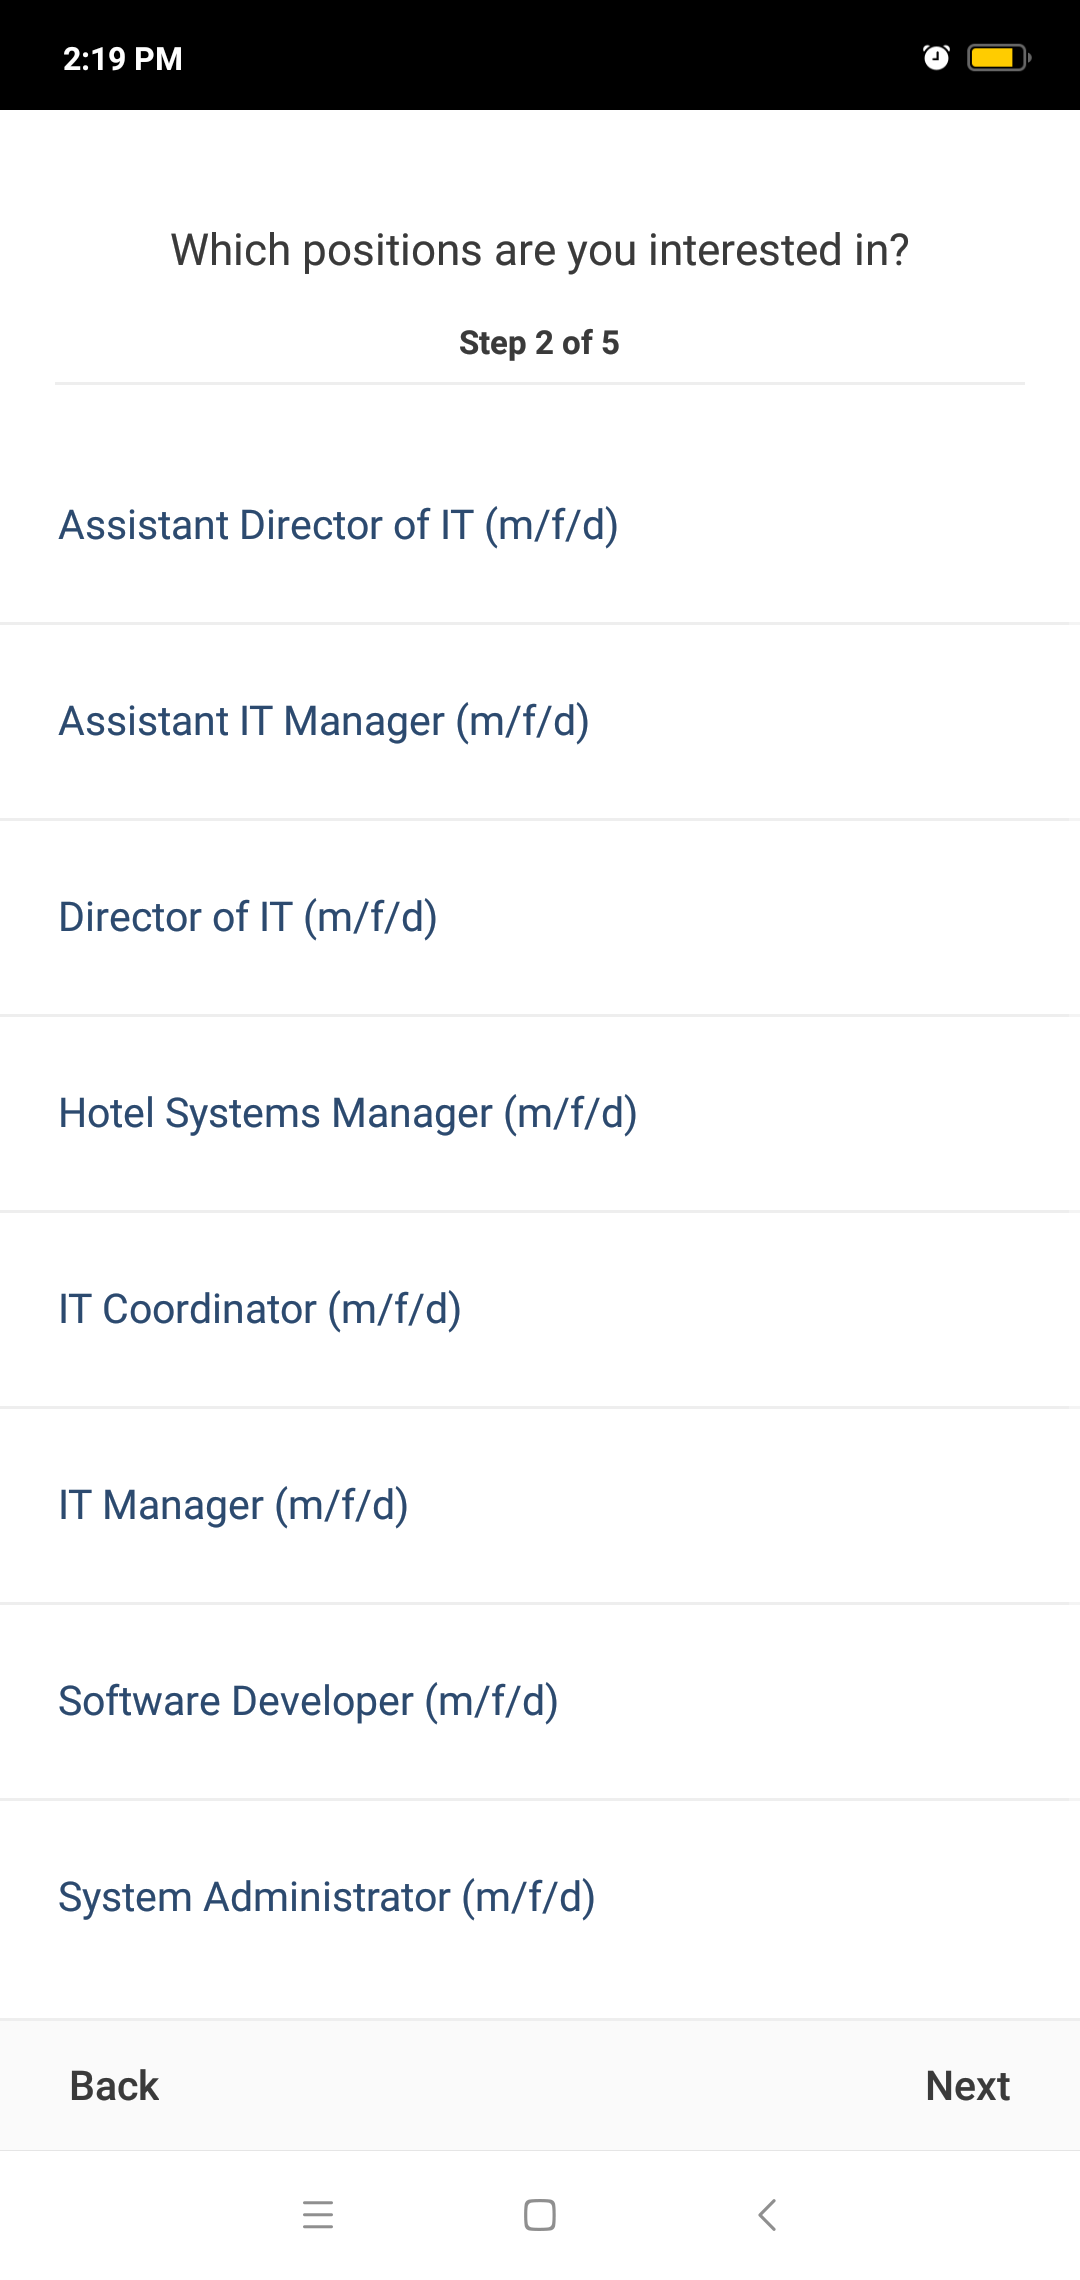 2:19 PM
Which positions are you interested in?
Step 2 of 5
Assistant Director of IT (m/f/d)
Assistant IT Manager (m/f/d)
Director of IT (m/f/d)
Hotel Systems Manager (m/f/d)
IT Coordinator (m/f/d)
IT Manager (m/f/d)
Software Developer (m/f/d)
System Administrator (m/f/d)
Back Next